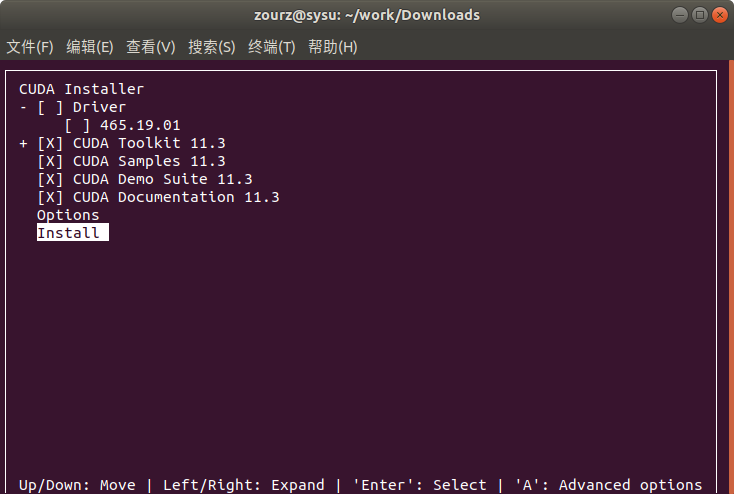 zourz@sysu: ~/work/Downloads
文件(F) 编辑(E) 查看(V) 搜索(S) 终端(T) 帮助(H)
CUDA Installer
- [ ] Driver
[ ] 465.19.01
+ [X] CUDA Toolkit 11.3
[X] CUDA Samples 11.3
[X] CUDA Demo Suite 11.3
[X] CUDA Documentation 11.3
Options
Install
Up/Down: Move | Left/Right: Expand | 'Enter': Select | 'A': Advanced options